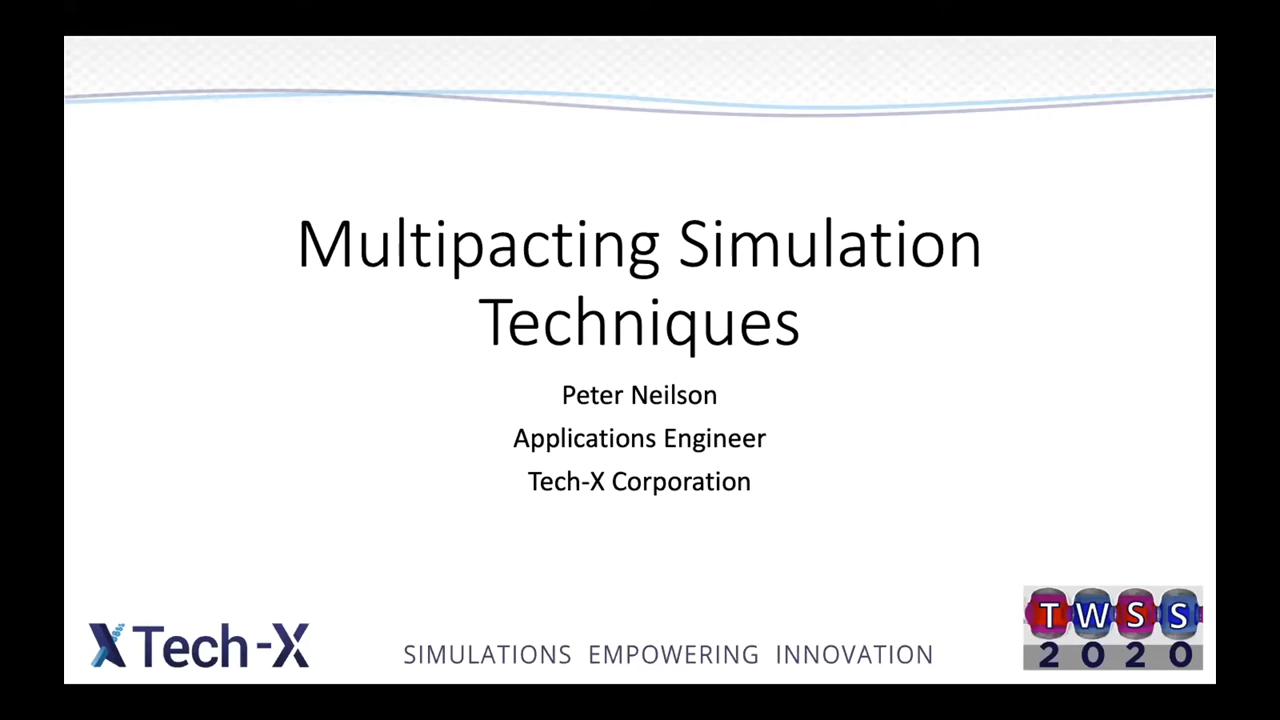 Multipacting Simulation
Techniques
Peter Neilson
Applications Engineer
Tech-X Corporation
Tech-X
SIMULATIONS EMPOWERING INNOVATION
TWSS
2020